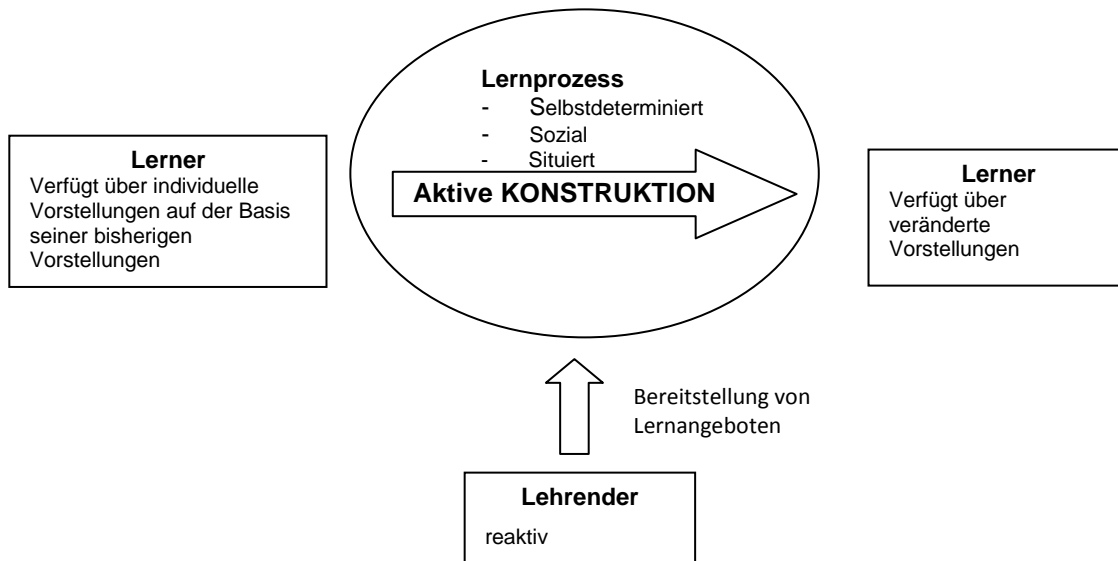 Lernprozess
- Selbstdeterminiert
- Sozial
- Situiert
Aktive KONSTRUKTION
Lerner
Verfügt über individuelle
Vorstellungen auf der Basis
seiner bisherigen
Vorstellungen
Lerner
Verfügt über
veränderte
Vorstellungen
Bereitstellung von
Lernangeboten
Lehrender
reaktiv